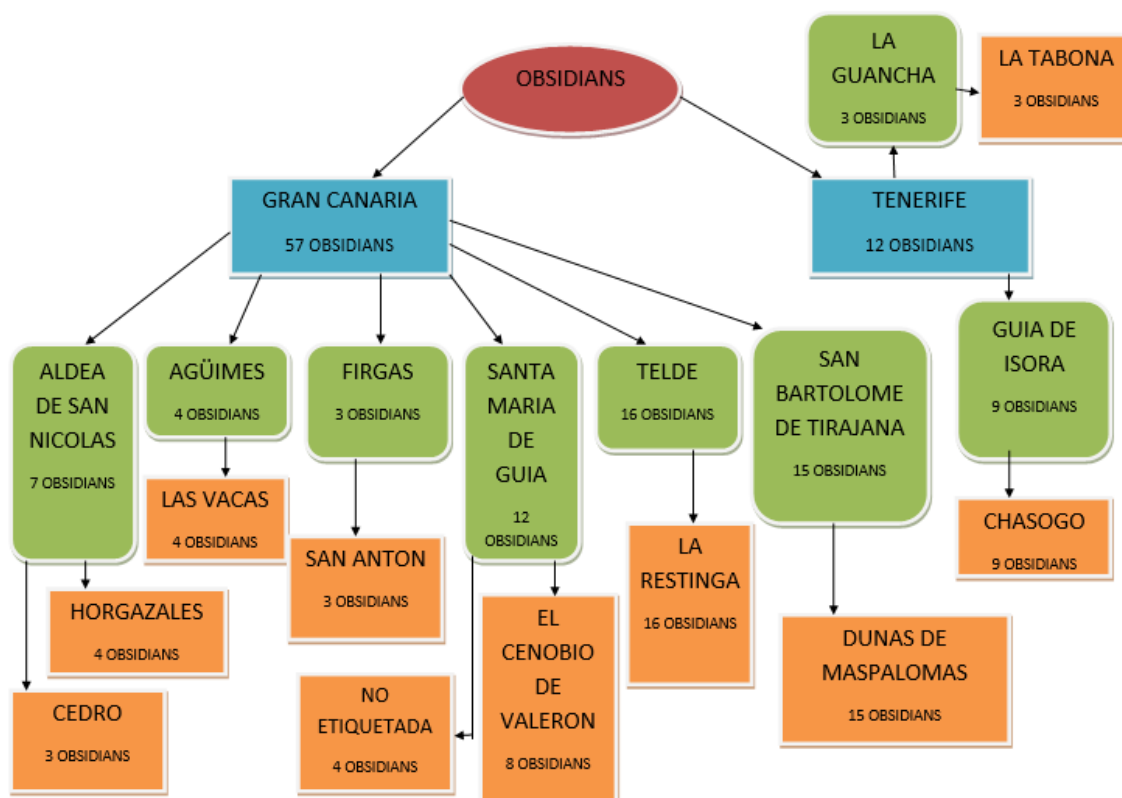 OBSIDIANS
LA
GUANCHA
3 OBSIDIANS
LA TABONA
3 OBSIDIANS
GRAN CANARIA
57 OBSIDIANS
TENERIFE
12 OBSIDIANS
ALDEA
DE SAN
NICOLAS
7 OBSIDIANS
AGÜIMES
4 OBSIDIANS
FIRGAS
3 OBSIDIANS
SANTA
MARIA
DE
GUIA
12
OBSIDIANS
TELDE
16 OBSIDIANS
SAN
BARTOLOME
DE TIRAJANA
15 OBSIDIANS
GUIA DE
ISORA
9 OBSIDIANS
LAS VACAS
4 OBSIDIANS
SAN ANTON
3 OBSIDIANS
LA
RESTINGA
16 OBSIDIANS
CHASOGO
9 OBSIDIANS
HORGAZALES
4 OBSIDIANS
EL
CENOBIO
DE
VALERON
8 OBSIDIANS
DUNAS DE
MASPALOMAS
15 OBSIDIANS
CEDRO
3 OBSIDIANS
NO
ETIQUETADA
4 OBSIDIANS